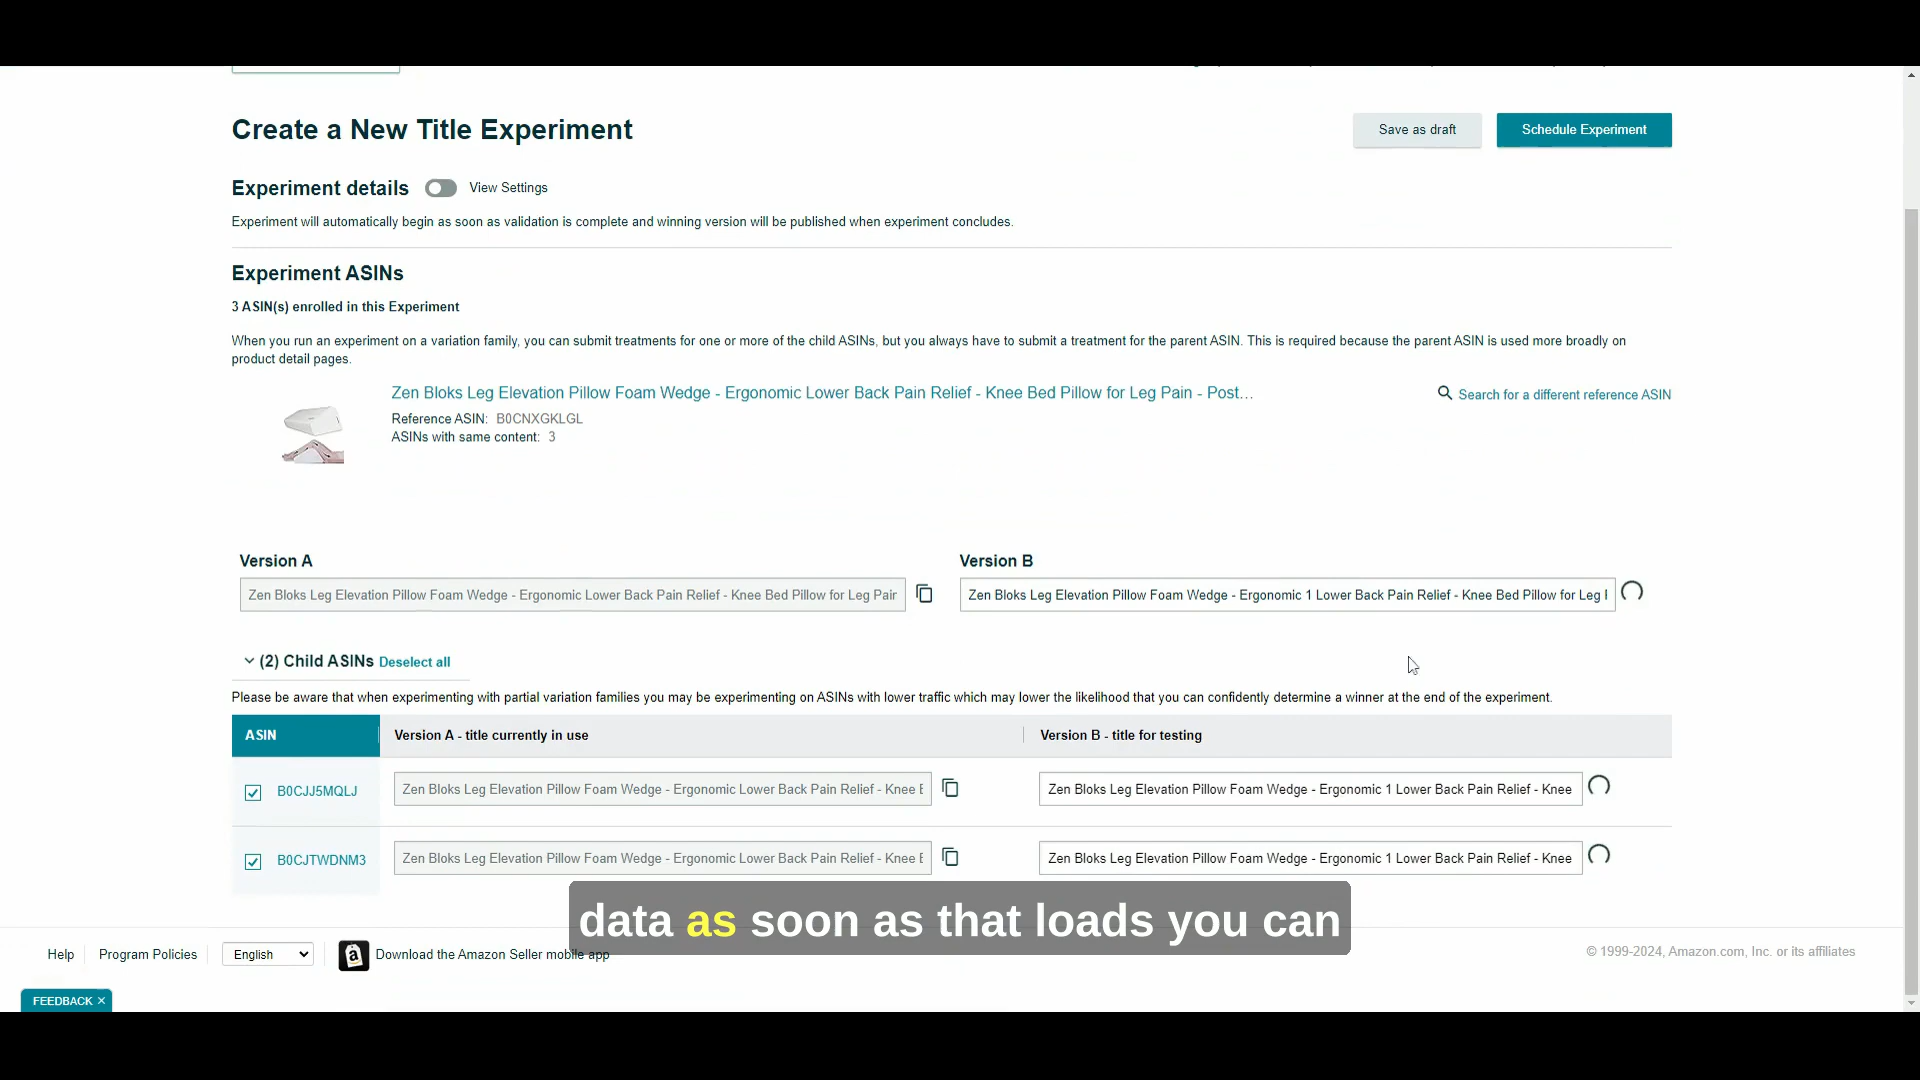 Create a New Title Experiment
Save as draft
Schedule Experiment
Experiment details
View Settings
Experiment will automatically begin as soon as validation is complete and winning version will be published when experiment concludes.
Experiment ASINs
3 ASIN(s) enrolled in this Experiment
When you run an experiment on a variation family, you can submit treatments for one or more of the child ASINs, but you always have to submit a treatment for the parent ASIN. This is required because the parent ASIN is used more broadly on
product detail pages.
Zen Bloks Leg Elevation Pillow Foam Wedge - Ergonomic Lower Back Pain Relief - Knee Bed Pillow for Leg Pain - Post...
Search for a different reference ASIN
Reference ASIN: B0CNXGKLGL
ASINs with same content: 3
Version A
Version B
Zen Bloks Leg Elevation Pillow Foam Wedge - Ergonomic Lower Back Pain Relief - Knee Bed Pillow for Leg Pair
Zen Bloks Leg Elevation Pillow Foam Wedge - Ergonomic 1 Lower Back Pain Relief - Knee Bed Pillow for Leg
(2) Child ASINs Deselect all
Please be aware that when experimenting with partial variation families you may be experimenting on ASINs with lower traffic which may lower the likelihood that you can confidently determine a winner at the end of the experiment.
ASIN
Version A - title currently in use
Version B - title for testing
B0CJJ5MQLJ
Zen Bloks Leg Elevation Pillow Foam Wedge - Ergonomic Lower Back Pain Relief - Knee
Zen Bloks Leg Elevation Pillow Foam Wedge - Ergonomic 1 Lower Back Pain Relief - Knee
B0CJTWDNM3
Zen Bloks Leg Elevation Pillow Foam Wedge - Ergonomic Lower Back Pain Relief - Knee
Zen Bloks Leg Elevation Pillow Foam Wedge - Ergonomic 1 Lower Back Pain Relief - Knee
data as soon as that loads you can
Help
Program Policies
English
Download the Amazon Seller mobile app
© 1999-2024, Amazon.com, Inc. or its affiliates
FEEDBACK ×